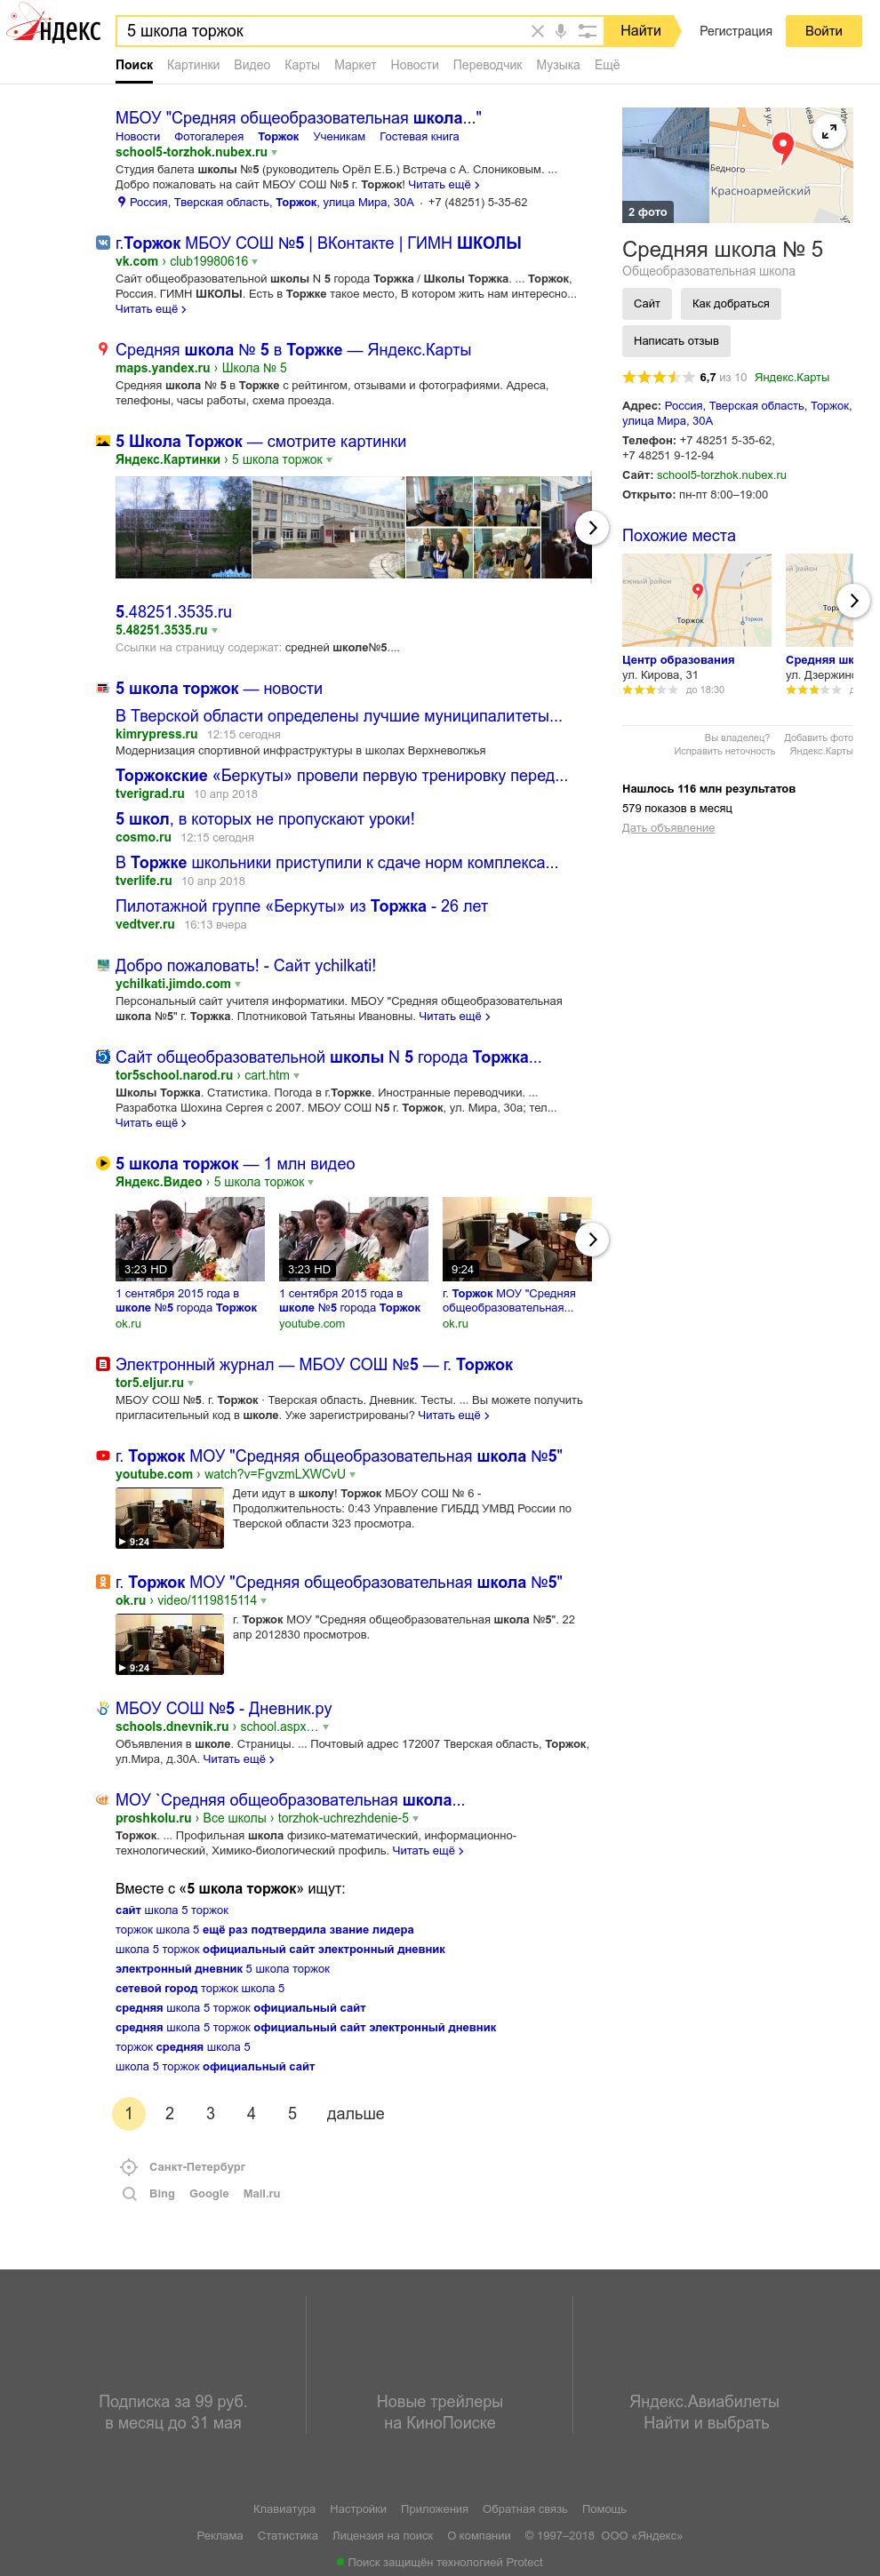 Яндекс
5 школа торжок
Найти
Регистрация
Войти
Поиск Картинки Видео Карты Маркет Новости Переводчик Музыка Ещё
МБОУ "Средняя общеобразовательная школа..."
Новости Фотогалерея Торжок Ученикам Гостевая книга
school5-torzhok.nubex.ru
Студия балета школы №5 (руководитель Орёл Е.Б.) Встреча с А. Слониковым. ...
Добро пожаловать на сайт МБОУ СОШ №5 г. Торжок! Читать ещё ›
Россия, Тверская область, Торжок, улица Мира, 30А · +7 (48251) 5-35-62
г.Торжок МБОУ СОШ №5 | ВКонтакте | ГИМН ШКОЛЫ
vk.com › club19980616
Сайт общеобразовательной школы N 5 города Торжка / Школы Торжка. ... Торжок,
Россия. ГИМН ШКОЛЫ. Есть в Торжке такое место, В котором жить нам интересно...
Читать ещё ›
Средняя школа № 5 в Торжке — Яндекс.Карты
maps.yandex.ru › Школа № 5
Средняя школа № 5 в Торжке с рейтингом, отзывами и фотографиями. Адреса,
телефоны, часы работы, схема проезда.
5 Школа Торжок — смотрите картинки
Яндекс.Картинки › 5 школа торжок
5.48251.3535.ru
5.48251.3535.ru
Ссылки на страницу содержат: средней школе№5....
5 школа торжок — новости
В Тверской области определены лучшие муниципалитеты...
kimrypress.ru 12:15 сегодня
Модернизация спортивной инфраструктуры в школах Верхневолжья
Торжокские «Беркуты» провели первую тренировку перед...
tverigrad.ru 10 апр 2018
5 школ, в которых не пропускают уроки!
cosmo.ru 12:15 сегодня
В Торжке школьники приступили к сдаче норм комплекса...
tverlife.ru 10 апр 2018
Пилотажной группе «Беркуты» из Торжка - 26 лет
vedtver.ru 16:13 вчера
Добро пожаловать! - Сайт ychilkati!
ychilkati.jimdo.com
Персональный сайт учителя информатики. МБОУ "Средняя общеобразовательная
школа №5" г. Торжка. Плотниковой Татьяны Ивановны. Читать ещё ›
Сайт общеобразовательной школы N 5 города Торжка...
tor5school.narod.ru › cart.htm
Школы Торжка. Статистика. Погода в г.Торжке. Иностранные переводчики. ...
Разработка Шохина Сергея с 2007. МБОУ СОШ N5 г. Торжок, ул. Мира, 30а; тел...
Читать ещё ›
5 школа торжок — 1 млн видео
Яндекс.Видео › 5 школа торжок
3:23 HD 3:23 HD 9:24
1 сентября 2015 года в
школе №5 города Торжок
ok.ru
1 сентября 2015 года в
школе №5 города Торжок
youtube.com
г. Торжок МОУ "Средняя
общеобразовательная...
ok.ru
Электронный журнал — МБОУ СОШ №5 — г. Торжок
tor5.eljur.ru
МБОУ СОШ №5. г. Торжок · Тверская область. Дневник. Тесты. ... Вы можете получить
пригласительный код в школе. Уже зарегистрированы? Читать ещё ›
г. Торжок МОУ "Средняя общеобразовательная школа №5"
youtube.com › watch?v=FgvzmLXWCvU
Дети идут в школу! Торжок МБОУ СОШ № 6 -
Продолжительность: 0:43 Управление ГИБДД УМВД России по
Тверской области 323 просмотра.
9:24
г. Торжок МОУ "Средняя общеобразовательная школа №5"
ok.ru › video/1119815114
г. Торжок МОУ "Средняя общеобразовательная школа №5". 22
апр 2012830 просмотров.
9:24
МБОУ СОШ №5 - Дневник.ру
schools.dnevnik.ru › school.aspx…
Объявления в школе. Страницы. ... Почтовый адрес 172007 Тверская область, Торжок,
ул.Мира, д.30А. Читать ещё ›
МОУ `Средняя общеобразовательная школа...
proshkolu.ru › Все школы › torzhok-uchrezhdenie-5
Торжок. ... Профильная школа физико-математический, информационно-
технологический, Химико-биологический профиль. Читать ещё ›
Вместе с «5 школа торжок» ищут:
сайт школа 5 торжок
торжок школа 5 ещё раз подтвердила звание лидера
школа 5 торжок официальный сайт электронный дневник
электронный дневник 5 школа торжок
сетевой город торжок школа 5
средняя школа 5 торжок официальный сайт
средняя школа 5 торжок официальный сайт электронный дневник
торжок средняя школа 5
школа 5 торжок официальный сайт
1 2 3 4 5 дальше
Санкт-Петербург
Bing Google Mail.ru
Бедного
Красноармейский
2 фото
Средняя школа № 5
Общеобразовательная школа
Сайт
Как добраться
Написать отзыв
6,7 из 10 Яндекс.Карты
Адрес: Россия, Тверская область, Торжок,
улица Мира, 30А
Телефон: +7 48251 5-35-62,
+7 48251 9-12-94
Сайт: school5-torzhok.nubex.ru
Открыто: пн-пт 8:00–19:00
Похожие места
Торжок
Торжок
Центр образования
ул. Кирова, 31
до 18:30
Средняя шк
ул. Дзержинс
Вы владелец? Добавить фото
Исправить неточность Яндекс.Карты
Нашлось 116 млн результатов
579 показов в месяц
Дать объявление
Подписка за 99 руб.
в месяц до 31 мая
Новые трейлеры
на КиноПоиске
Яндекс.Авиабилеты
Найти и выбрать
Клавиатура Настройки Приложения Обратная связь Помощь
Реклама Статистика Лицензия на поиск О компании © 1997–2018 ООО «Яндекс»
Поиск защищён технологией Protect